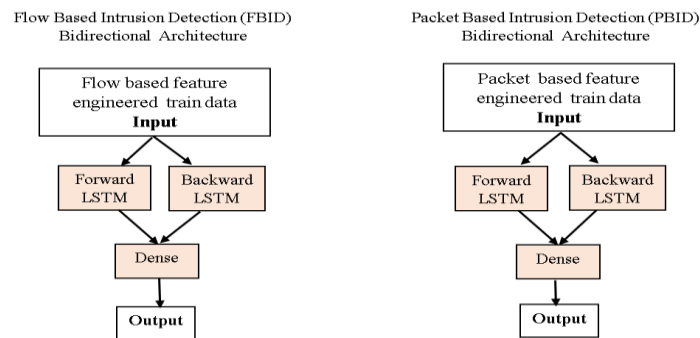 Flow Based Intrusion Detection (FBID)
Bidirectional Architecture
Flow based feature
engineered train data
Input
Forward
LSTM
Backward
LSTM
Dense
Output
Packet Based Intrusion Detection (PBID)
Bidirectional Architecture
Packet based feature
engineered train data
Input
Forward
LSTM
Backward
LSTM
Dense
Output